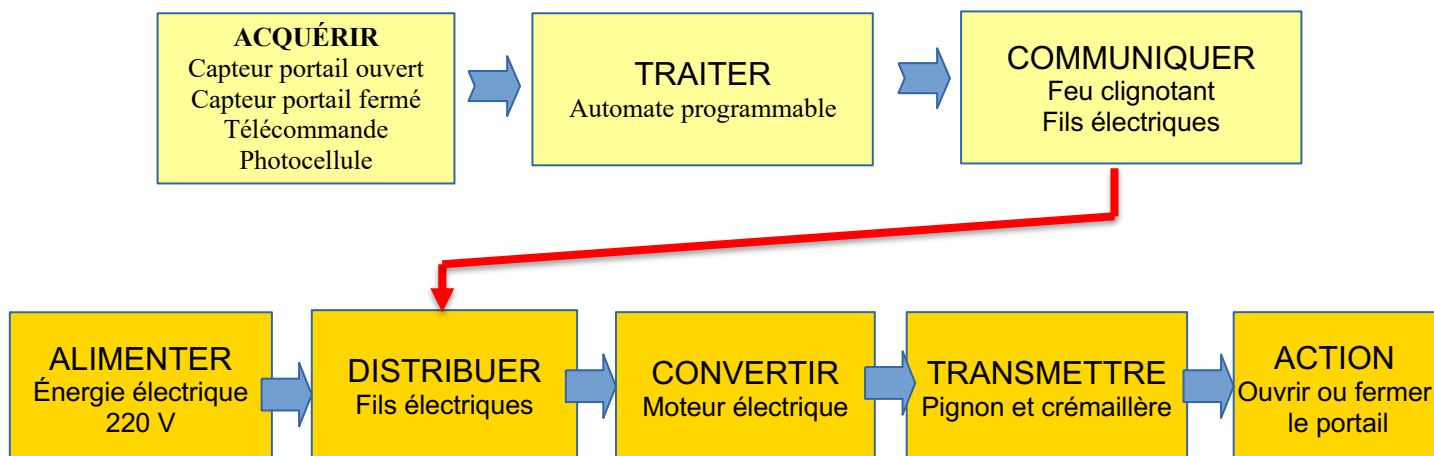 ACQUÉRIR
Capteur portail ouvert
Capteur portail fermé
Télécommande
Photocellule
TRAITER
Automate programmable
COMMUNIQUER
Feu clignotant
Fils électriques
ALIMENTER
Énergie électrique
220 V
DISTRIBUER
Fils électriques
CONVERTIR
Moteur électrique
TRANSMETTRE
Pignon et crémaillère
ACTION
Ouvrir ou fermer
le portail